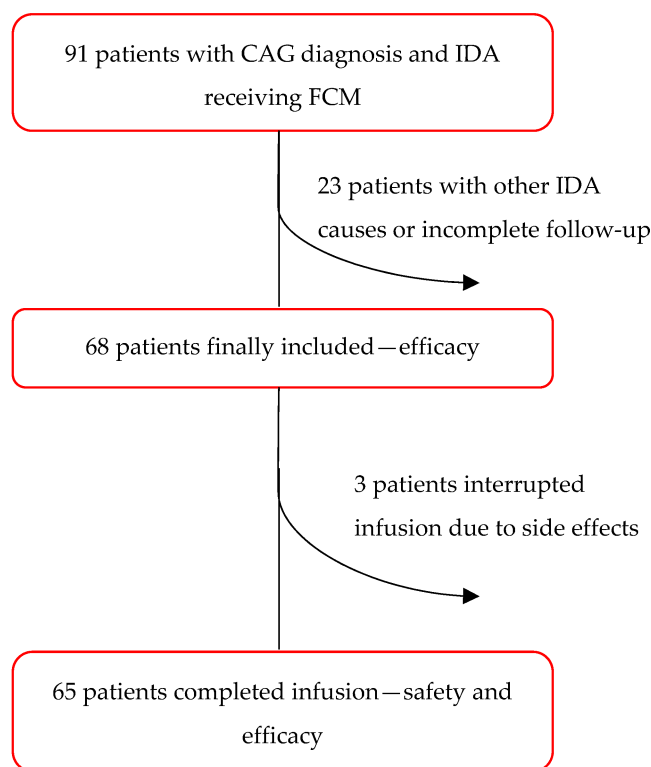 91 patients with CAG diagnosis and IDA
receiving FCM
23 patients with other IDA
causes or incomplete follow-up
68 patients finally included—efficacy
3 patients interrupted
infusion due to side effects
65 patients completed infusion—safety and
efficacy